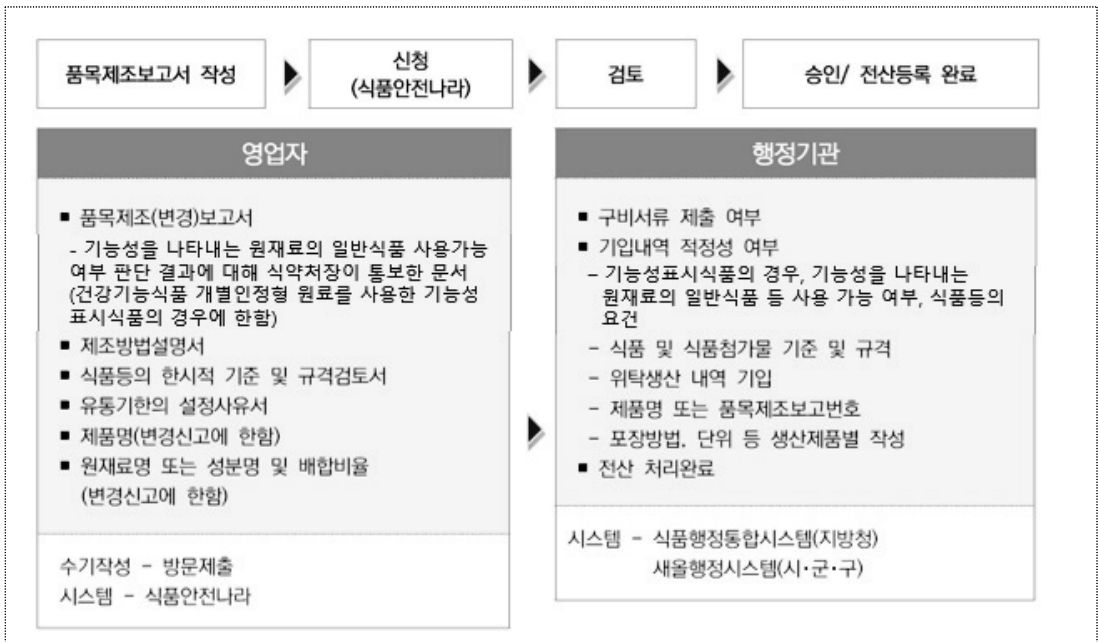 품목제조보고서 작성
신청
(식품안전나라)
검토
승인/ 전산등록 완료
영업자
■ 품목제조(변경)보고서
- 기능성을 나타내는 원재료의 일반식품 사용가능
여부 판단 결과에 대해 식약처장이 통보한 문서
(건강기능식품 개별인정형 원료를 사용한 기능성
표시식품의 경우에 한함)
■ 제조방법설명서
■ 식품등의 한시적 기준 및 규격검토서
■ 유통기한의 설정사유서
■ 제품명(변경신고에 한함)
■ 원재료명 또는 성분명 및 배합비율
(변경신고에 한함)
수기작성 – 방문제출
시스템 – 식품안전나라
행정기관
■ 구비서류 제출 여부
■ 기입내역 적정성 여부
– 기능성표시식품의 경우, 기능성을 나타내는
원재료의 일반식품 등 사용 가능 여부, 식품등의
요건
– 식품 및 식품첨가물 기준 및 규격
– 위탁생산 내역 기입
– 제품명 또는 품목제조보고번호
– 포장방법, 단위 등 생산제품별 작성
■ 전산 처리완료
시스템 – 식품행정통합시스템(지방청)
새올행정시스템(시·군·구)